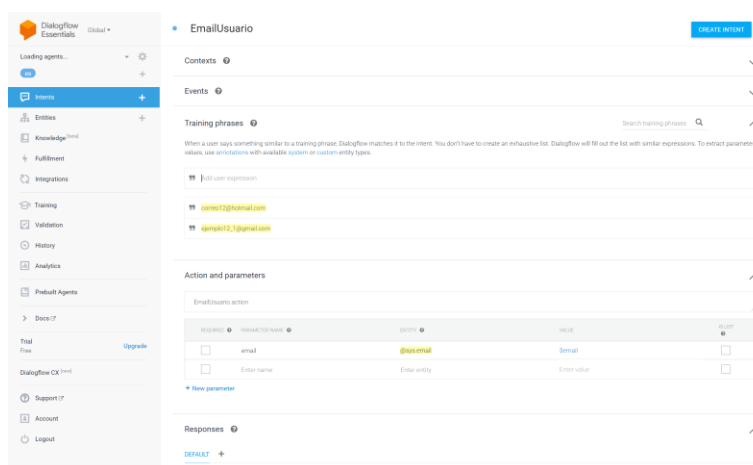 Dialogflow
Essentials
Global
Loading agents...
es
Intents
Entities
Knowledge [beta]
Fulfillment
Integrations
Training
Validation
History
Analytics
Prebuilt Agents
Docs
Trial
Free
Upgrade
Dialogflow CX [new]
Support
Account
Logout
EmailUsuario
CREATE INTENT
Contexts
Events
Training phrases
Search training phrases
When a user says something similar to a training phrase, Dialogflow matches it to the intent. You don't have to create an exhaustive list. Dialogflow will fill out the list with similar expressions. To extract parameter
values, use annotations with available system or custom entity types.
Add user expression
correo12@hotmail.com
ejemplo12_1@gmail.com
Action and parameters
EmailUsuario.action
REQUIRED PARAMETER NAME ENTITY VALUE IS LIST
email @sys.email $email
Enter name Enter entity Enter value
+ New parameter
Responses
DEFAULT +